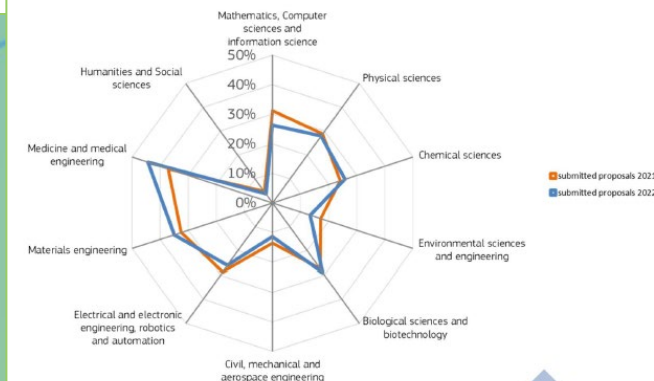 Mathematics, Computer
sciences and
information science
50%
40%
30%
20%
10%
0%
Physical sciences
Chemical sciences
Environmental sciences
and engineering
Biological sciences and
biotechnology
Civil, mechanical and
aerospace engineering
Electrical and electronic
engineering, robotics
and automation
Materials engineering
Medicine and medical
engineering
Humanities and Social
sciences
submitted proposals 2021
submitted proposals 2022